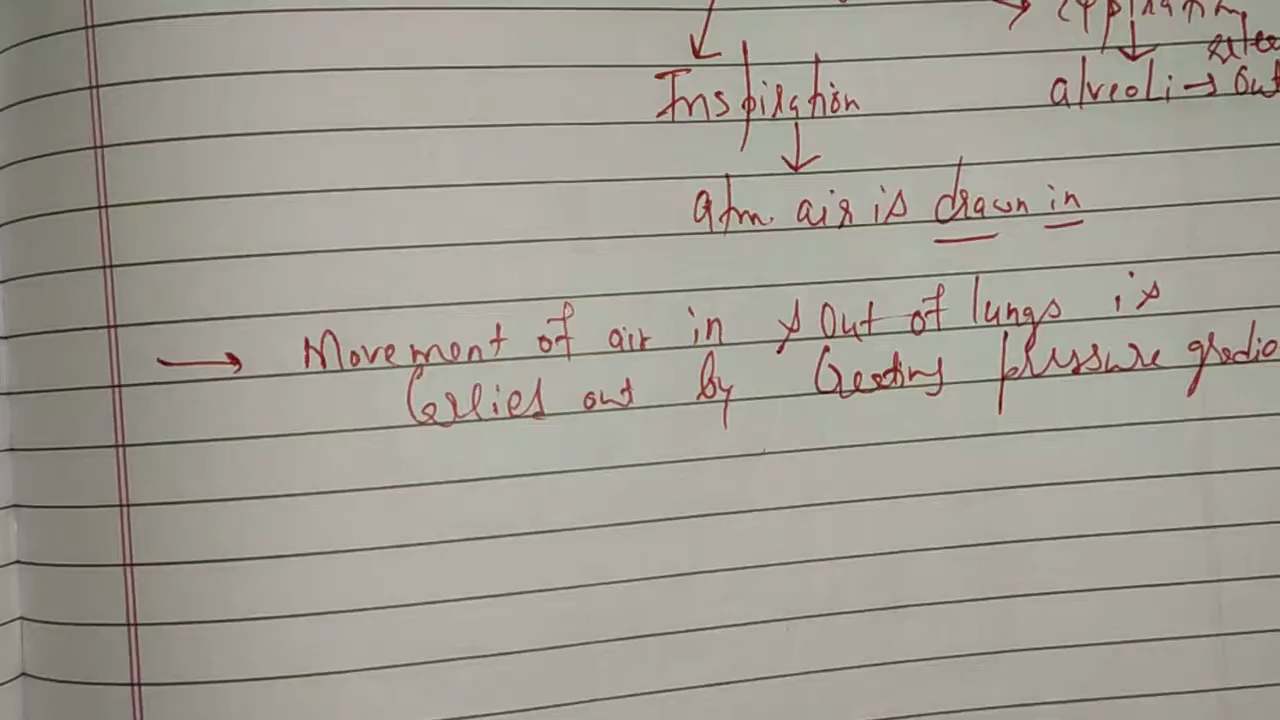 Inspiration
alveoli → Out
↓
atm. air is drawn in
→ Movement of air in & Out of lungs is
Carried out by Creating pressure